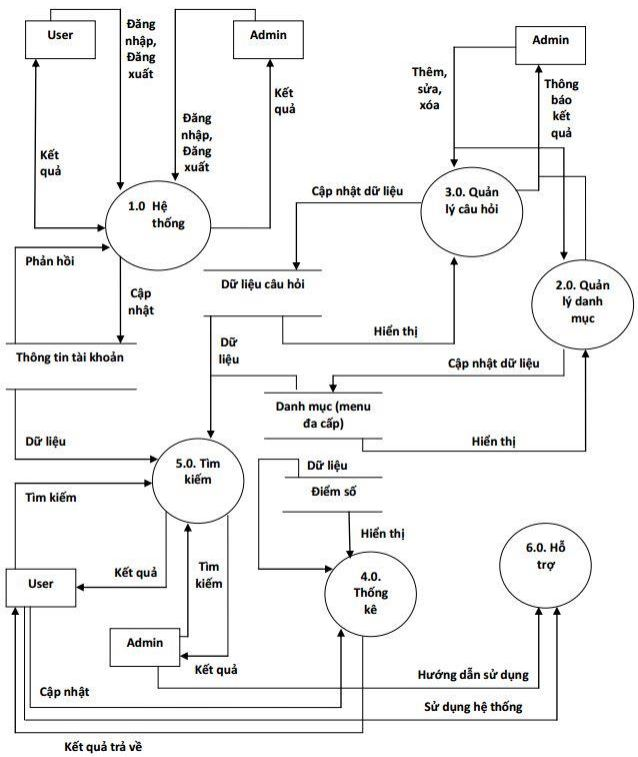 User
Đăng
nhập,
Đăng
xuất
Admin
Kết
quả
Đăng
nhập,
Đăng
xuất
Kết
quả
1.0 Hệ
thống
Admin
Thêm,
sửa,
xóa
Thông
báo
kết
quả
3.0. Quản
lý câu hỏi
Cập nhật dữ liệu
2.0. Quản
lý danh
mục
Phản hồi
Cập
nhật
Dữ liệu câu hỏi
Hiển thị
Dữ
liệu
Thông tin tài khoản
Cập nhật dữ liệu
Danh mục (menu
đa cấp)
Hiển thị
Dữ liệu
5.0. Tìm
kiếm
Dữ liệu
Điểm số
Tìm kiếm
Hiển thị
6.0. Hỗ
trợ
User
Kết quả
Tìm
kiếm
4.0.
Thống
kê
Admin
Kết quả
Hướng dẫn sử dụng
Cập nhật
Sử dụng hệ thống
Kết quả trả về